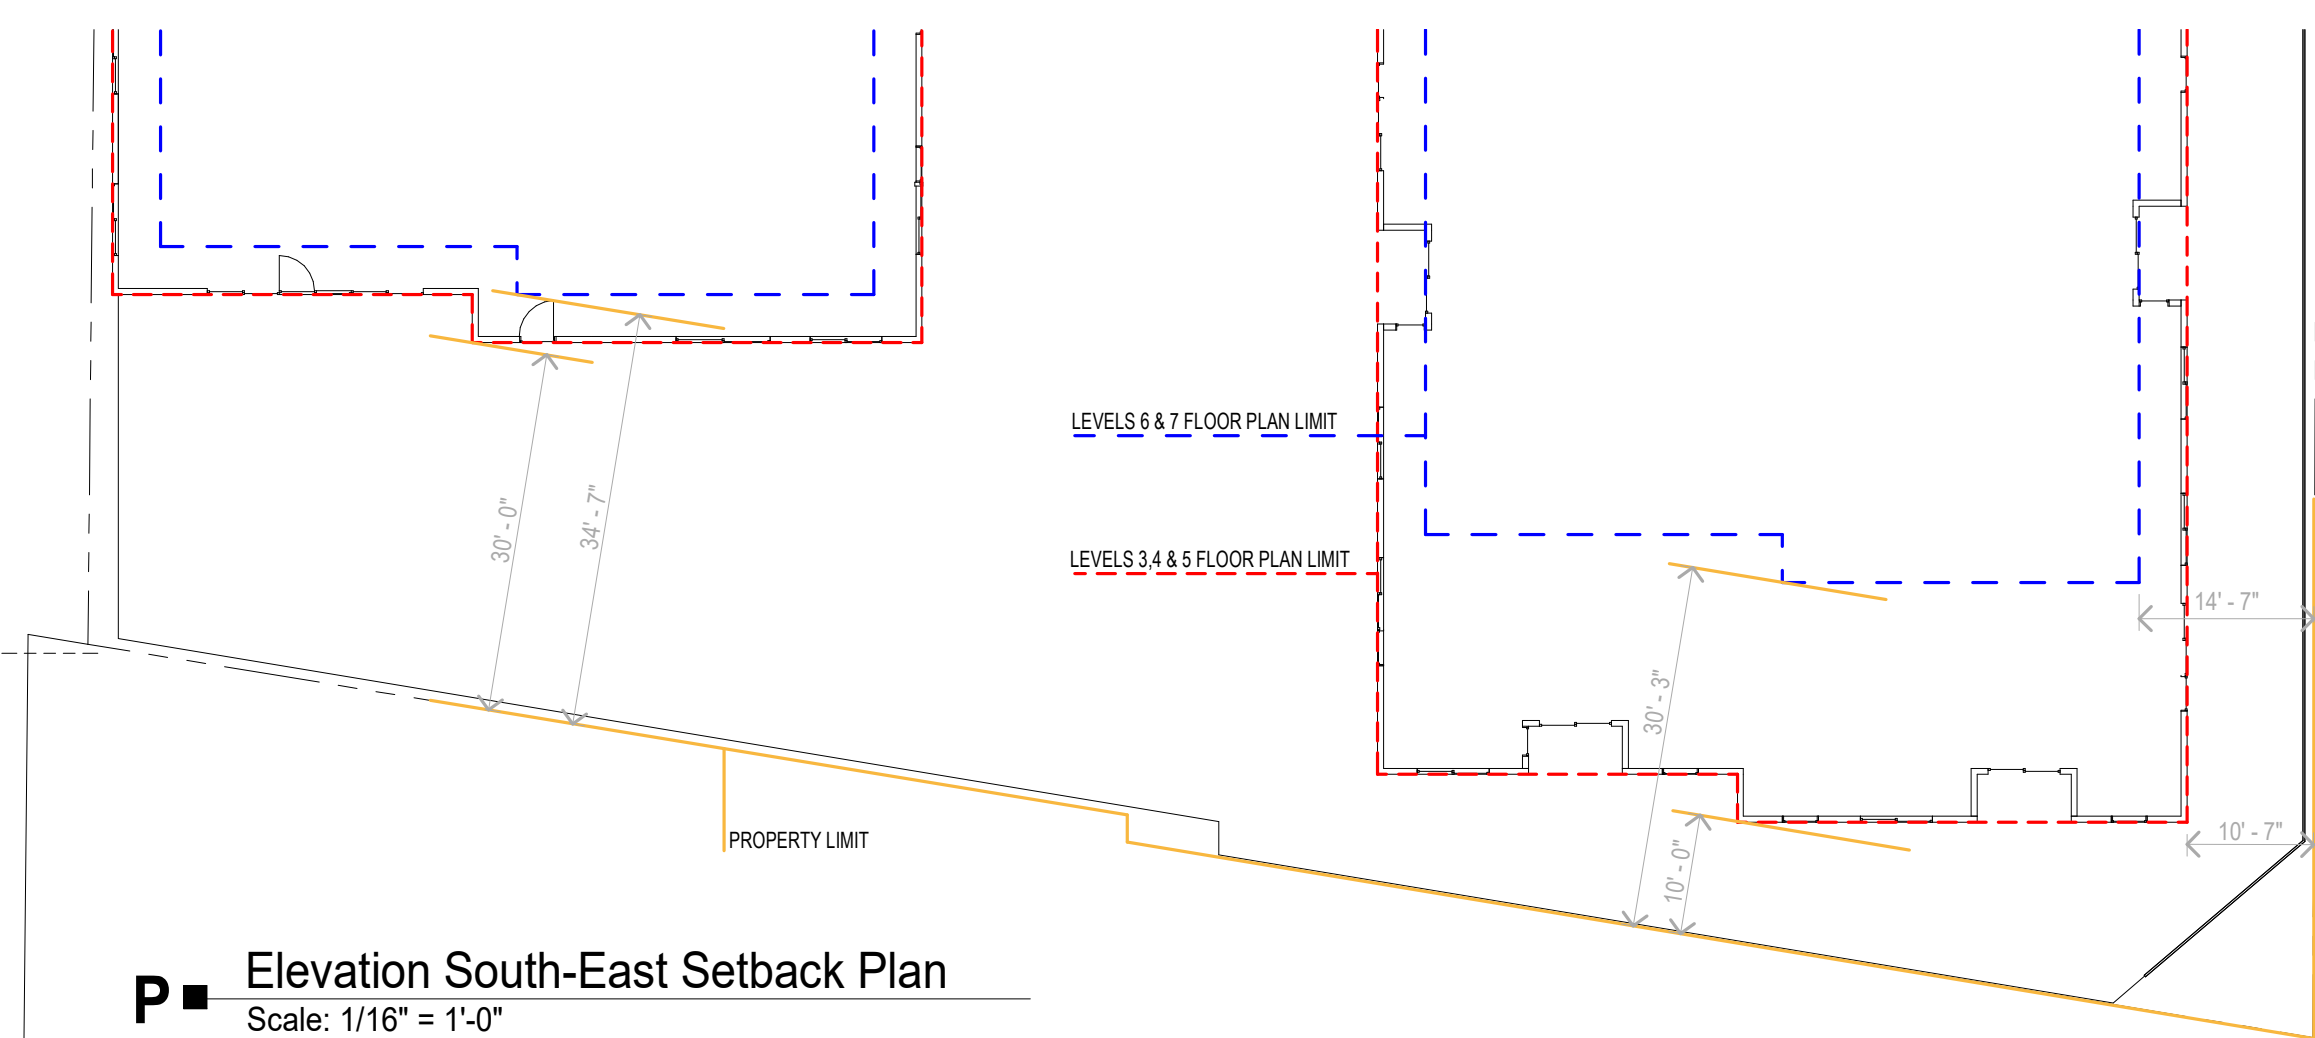 LEVELS 6 & 7 FLOOR PLAN LIMIT
30' - 0"
34' - 7"
LEVELS 3,4 & 5 FLOOR PLAN LIMIT
14' - 7"
30' - 3"
10' - 7"
PROPERTY LIMIT
10' - 0"
P
Elevation South-East Setback Plan
Scale: 1/16" = 1'-0"